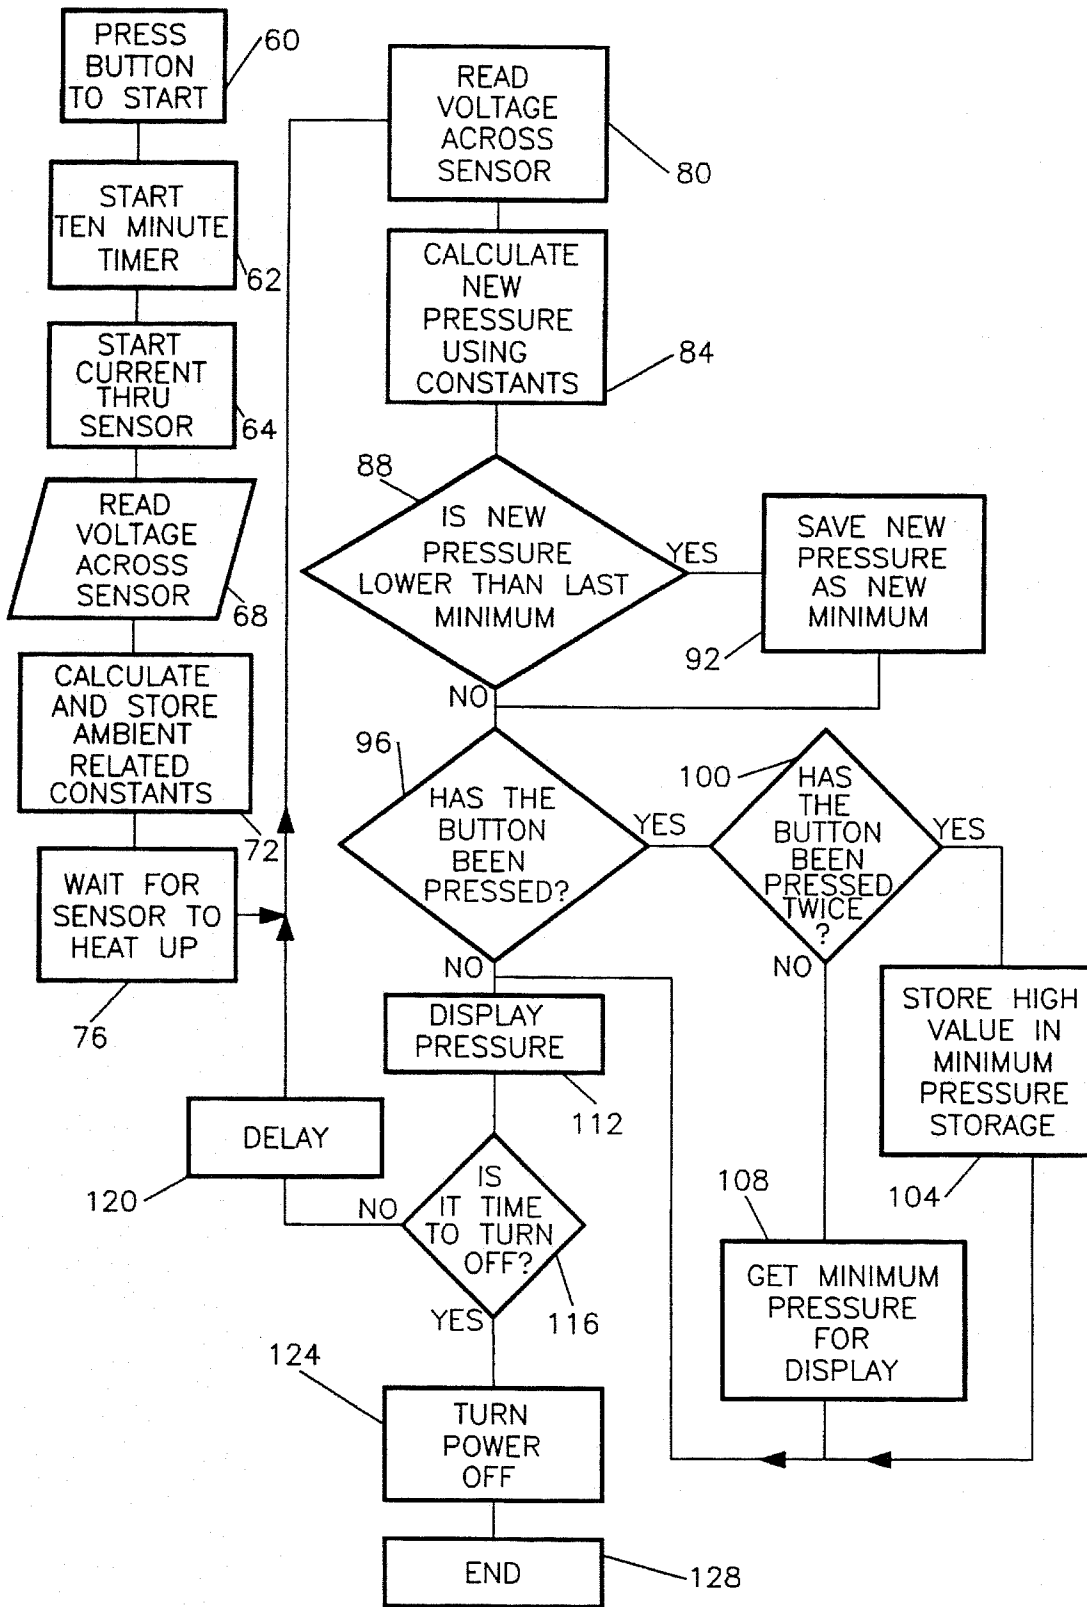 PRESS
BUTTON
TO START
60
START
TEN MINUTE
TIMER
62
START
CURRENT
THRU
SENSOR
64
READ
VOLTAGE
ACROSS
SENSOR
68
CALCULATE
AND STORE
AMBIENT
RELATED
CONSTANTS
72
WAIT FOR
SENSOR TO
HEAT UP
76
READ
VOLTAGE
ACROSS
SENSOR
80
CALCULATE
NEW
PRESSURE
USING
CONSTANTS
84
88
IS NEW
PRESSURE
LOWER THAN LAST
MINIMUM
YES
NO
SAVE NEW
PRESSURE
AS NEW
MINIMUM
92
96
HAS THE
BUTTON
BEEN
PRESSED?
YES
NO
100
HAS
THE
BUTTON
BEEN
PRESSED
TWICE
?
YES
NO
STORE HIGH
VALUE IN
MINIMUM
PRESSURE
STORAGE
104
108
GET MINIMUM
PRESSURE
FOR
DISPLAY
DISPLAY
PRESSURE
112
IS
IT TIME
TO TURN
OFF?
116
NO
YES
DELAY
120
124
TURN
POWER
OFF
END
128